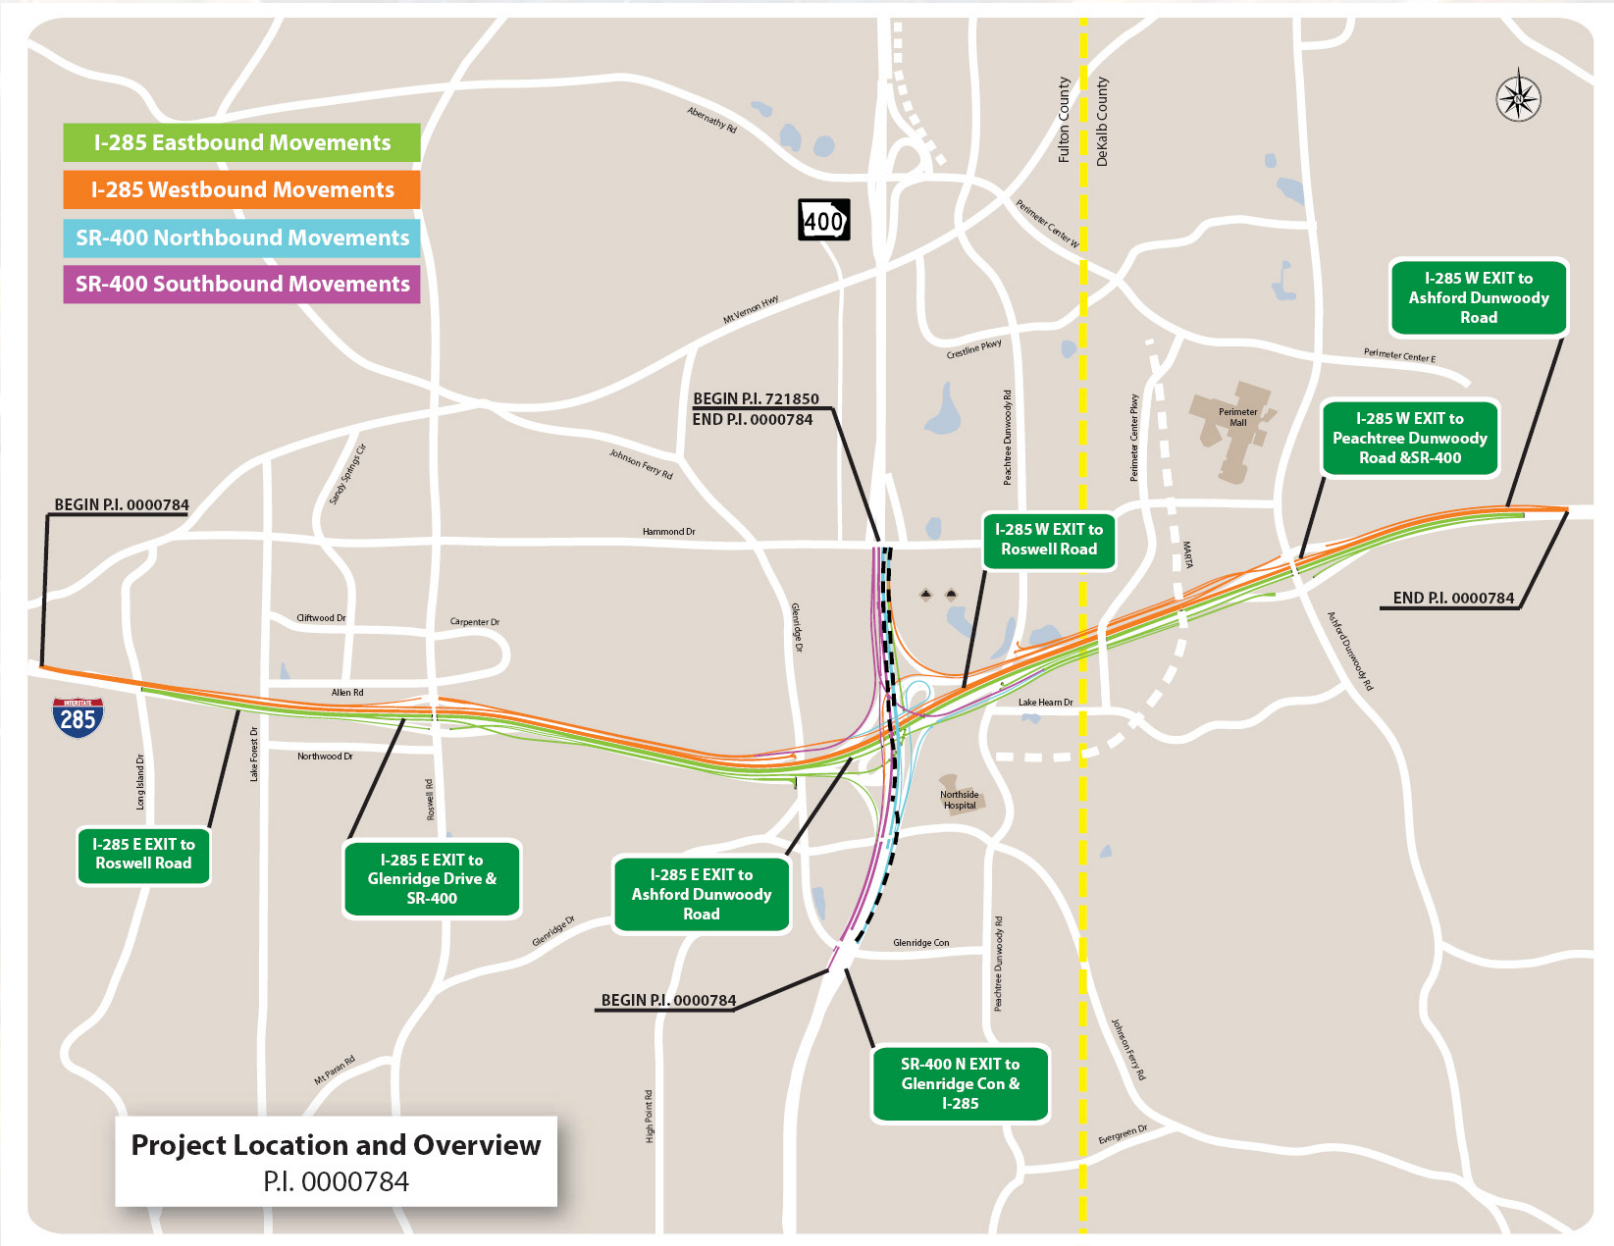 I-285 Eastbound Movements
I-285 Westbound Movements
SR-400 Northbound Movements
SR-400 Southbound Movements
Abernathy Rd
400
Fulton County
DeKalb County
N
Perimeter Center W
Mt Vernon Hwy
Crestline Pkwy
I-285 W EXIT to
Ashford Dunwoody
Road
Perimeter Center E
BEGIN P.I. 721850
END P.I. 0000784
Peachtree Dunwoody Rd
Perimeter Center Pkwy
Perimeter
Mall
I-285 W EXIT to
Peachtree Dunwoody
Road &SR-400
Sandy Springs Cir
Johnson Ferry Rd
BEGIN P.I. 0000784
Hammond Dr
I-285 W EXIT to
Roswell Road
MARTA
END P.I. 0000784
Cliftwood Dr
Carpenter Dr
Glenridge Dr
Ashford Dunwoody Rd
Allen Rd
Lake Hearn Dr
INTERSTATE
285
Long Island Dr
Lake Forest Dr
Northwood Dr
Roswell Rd
Northside
Hospital
I-285 E EXIT to
Roswell Road
I-285 E EXIT to
Glenridge Drive &
SR-400
I-285 E EXIT to
Ashford Dunwoody
Road
Glenridge Dr
Glenridge Con
Peachtree Dunwoody Rd
BEGIN P.I. 0000784
SR-400 N EXIT to
Glenridge Con &
I-285
Mt Paran Rd
High Point Rd
Johnson Ferry Rd
Evergreen Dr
Project Location and Overview
P.I. 0000784